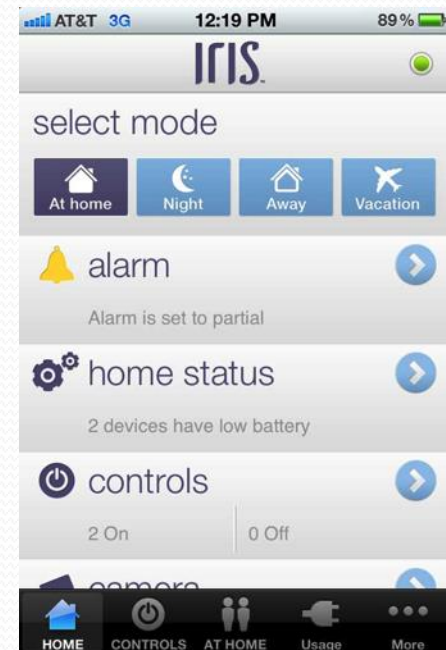 AT&T 3G 12:19 PM 89%
IRIS.
select mode
At home Night Away Vacation
alarm
Alarm is set to partial
home status
2 devices have low battery
controls
2 On 0 Off
camera
HOME CONTROLS AT HOME Usage More